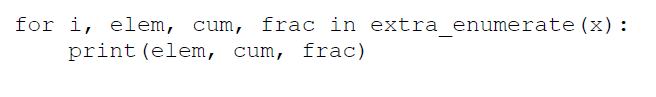 for i, elem, cum, frac in extra_enumerate(x):
    print(elem, cum, frac)